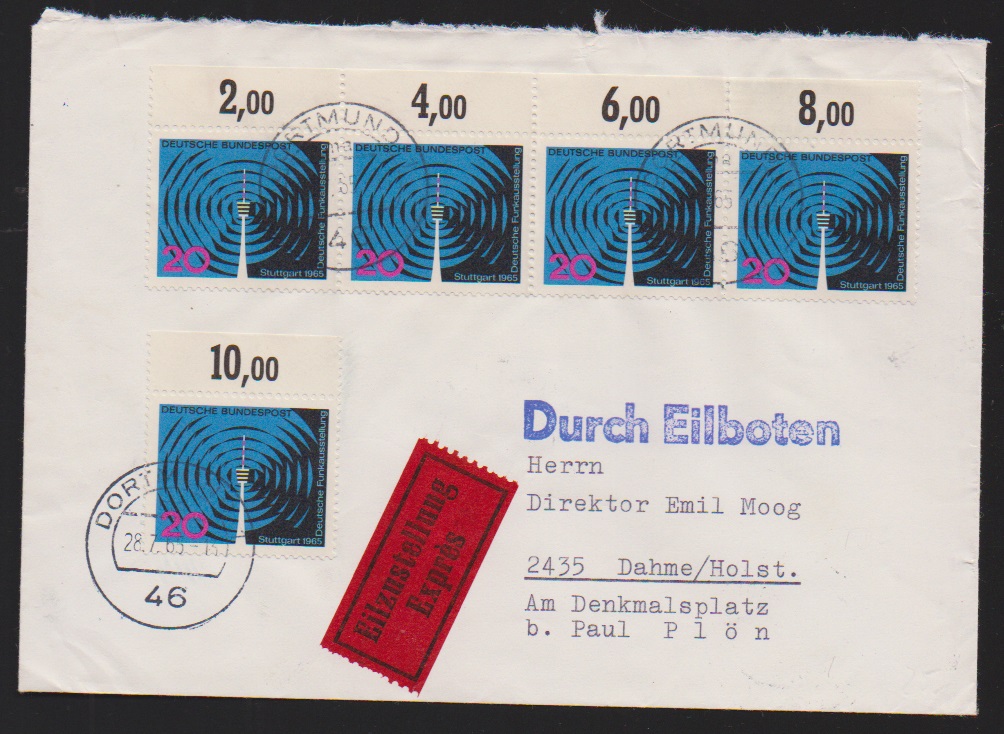 2,00 4,00 6,00 8,00
DEUTSCHE BUNDESPOST
Deutsche Funkausstellung
20
Stuttgart 1965
DEUTSCHE BUNDESPOST
Deutsche Funkausstellung
20
Stuttgart 1965
DEUTSCHE BUNDESPOST
Deutsche Funkausstellung
20
Stuttgart 1965
DEUTSCHE BUNDESPOST
Deutsche Funkausstellung
20
Stuttgart 1965
10,00
DEUTSCHE BUNDESPOST
Deutsche Funkausstellung
20
Stuttgart 1965
46
Eilzustellung
Exprès
Durch Eilboten
Herrn
Direktor Emil Moog
2435 Dahme/Holst.
Am Denkmalsplatz
b. Paul P l ö n